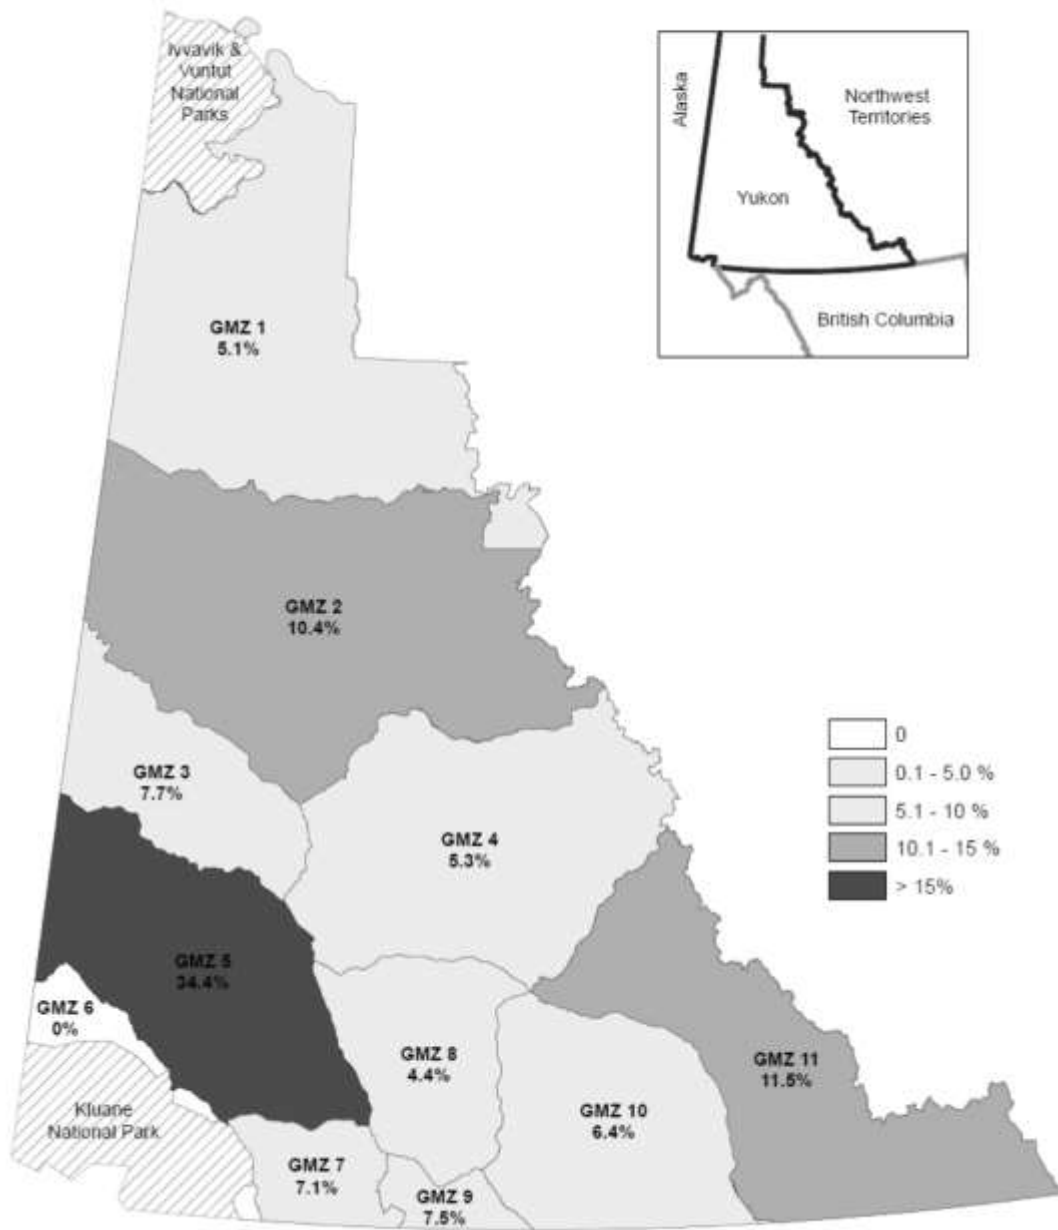 Ivvavik &
Vuntut
National
Parks
Alaska
Northwest
Territories
Yukon
British Columbia
GMZ 1
5.1%
GMZ 2
10.4%
GMZ 3
7.7%
GMZ 4
5.3%
0
0.1 - 5.0 %
5.1 - 10 %
10.1 - 15 %
> 15%
GMZ 5
34.4%
GMZ 6
0%
GMZ 8
4.4%
GMZ 11
11.5%
Kluane
National Park
GMZ 10
6.4%
GMZ 7
7.1%
GMZ 9
7.5%